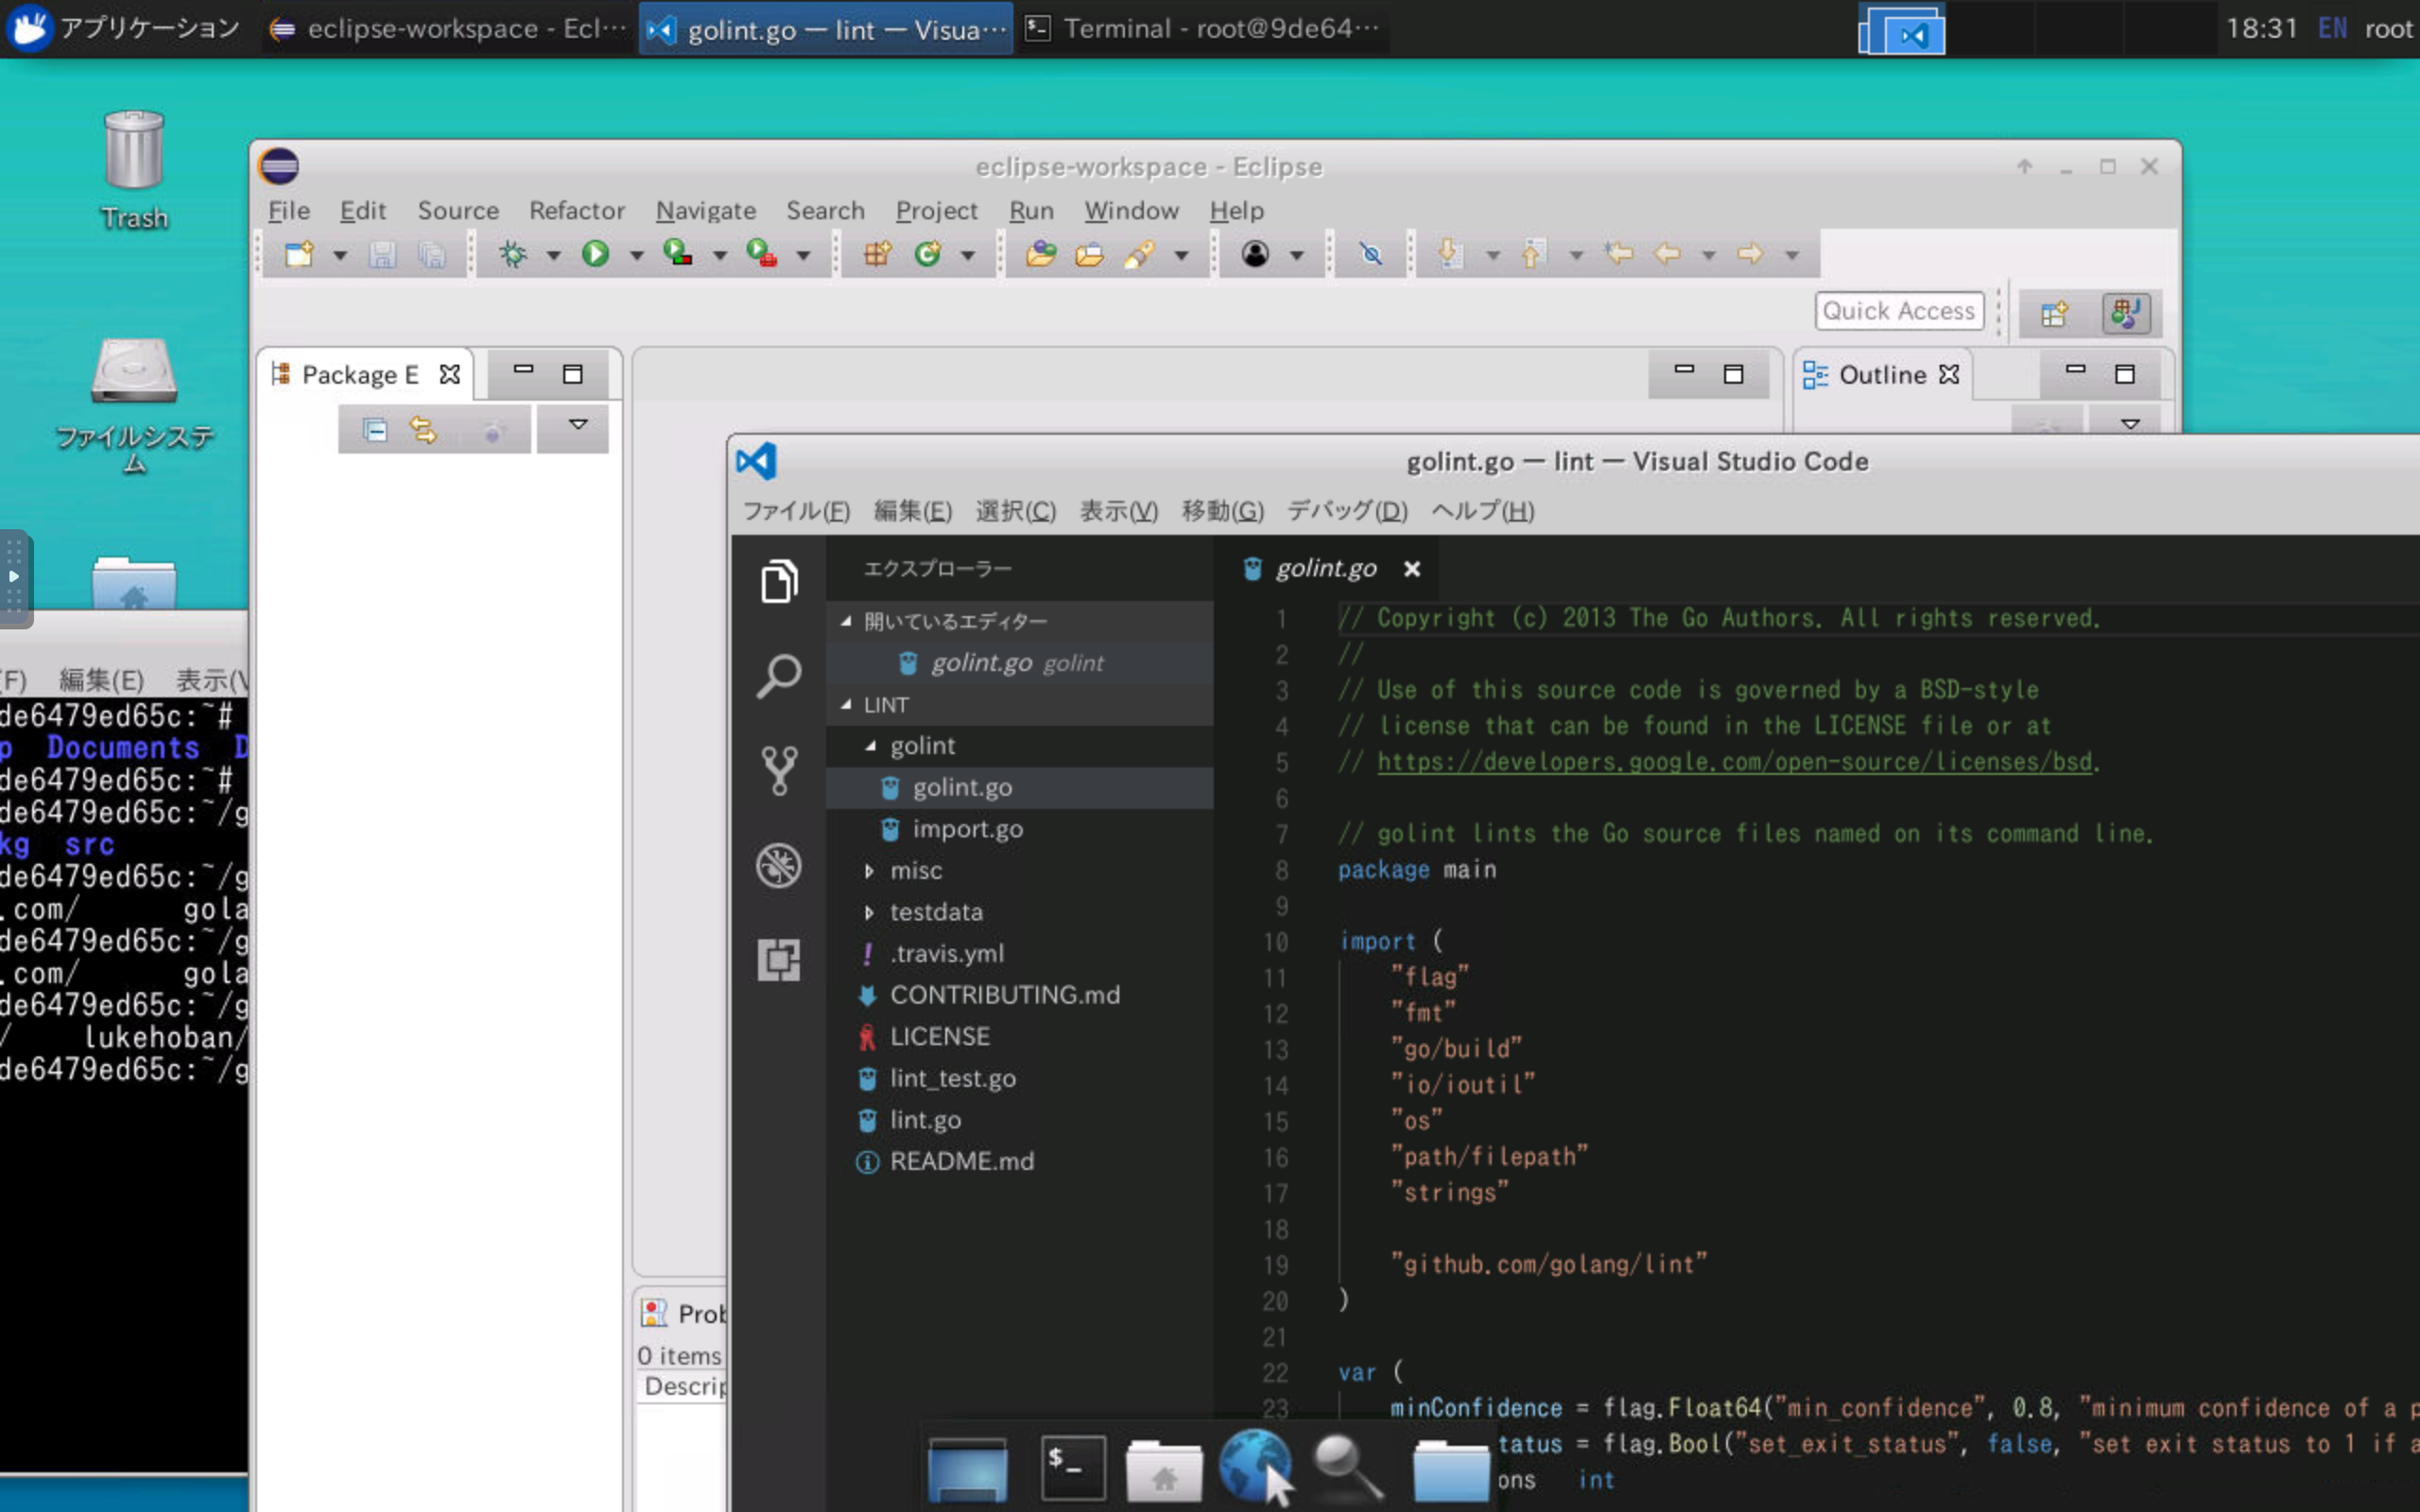 アプリケーション
eclipse-workspace - Ecl···
golint.go — lint — Visua···
Terminal - root@9de64···
18:31 EN root
Trash
ファイルシステ
ム
eclipse-workspace - Eclipse
File Edit Source Refactor Navigate Search Project Run Window Help
Quick Access
Package E
Outline
(F) 編集(E) 表示(V
de6479ed65c:~#
p Documents D
de6479ed65c:~#
de6479ed65c:~/g
kg src
de6479ed65c:~/g
.com/ gola
de6479ed65c:~/g
.com/ gola
de6479ed65c:~/g
/ lukehoban/
de6479ed65c:~/g
Prob
0 items
Descrip
golint.go — lint — Visual Studio Code
ファイル(F) 編集(E) 選択(C) 表示(V) 移動(G) デバッグ(D) ヘルプ(H)
エクスプローラー
開いているエディター
golint.go golint
LINT
golint
golint.go
import.go
misc
testdata
.travis.yml
CONTRIBUTING.md
LICENSE
lint_test.go
lint.go
README.md
golint.go
1 // Copyright (c) 2013 The Go Authors. All rights reserved.
2 //
3 // Use of this source code is governed by a BSD-style
4 // license that can be found in the LICENSE file or at
5 // https://developers.google.com/open-source/licenses/bsd.
6
7 // golint lints the Go source files named on its command line.
8 package main
9
10 import (
11 "flag"
12 "fmt"
13 "go/build"
14 "io/ioutil"
15 "os"
16 "path/filepath"
17 "strings"
18
19 "github.com/golang/lint"
20 )
21
22 var (
23 minConfidence = flag.Float64("min_confidence", 0.8, "minimum confidence of a p
tatus = flag.Bool("set_exit_status", false, "set exit status to 1 if a
ons int
$_